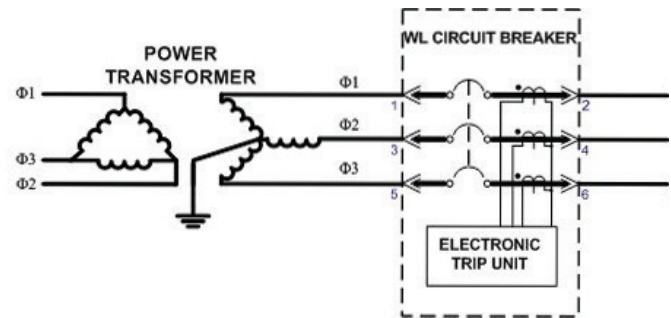 WL CIRCUIT BREAKER
POWER
TRANSFORMER
Φ1
Φ1
1
2
Φ2
3
4
Φ3
Φ2
Φ3
5
6
ELECTRONIC
TRIP UNIT